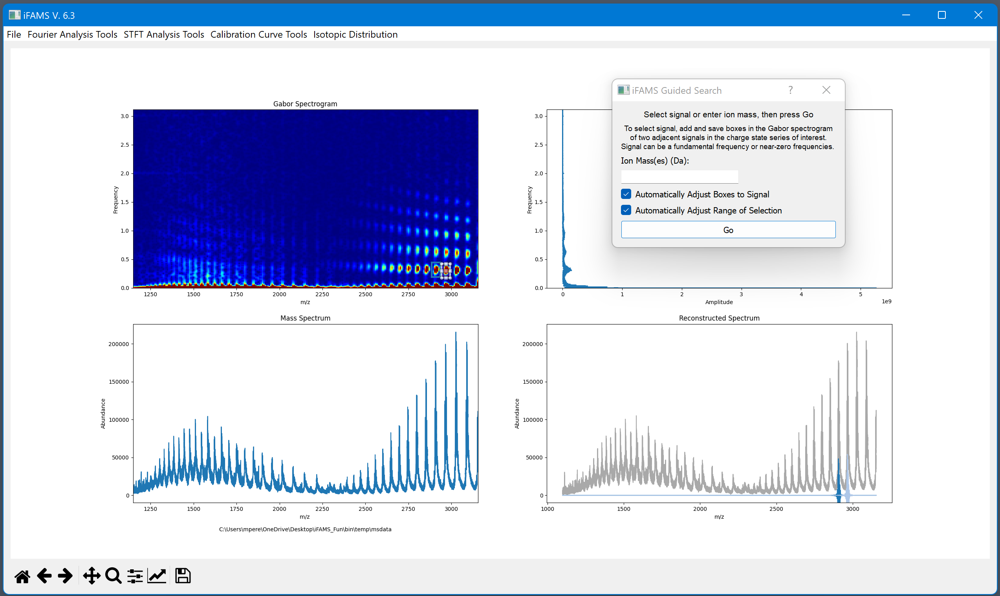 iFAMS V. 6.3
File Fourier Analysis Tools STFT Analysis Tools Calibration Curve Tools Isotopic Distribution
Gabor Spectrogram
3.0
2.5
2.0
1.5
1.0
0.5
0.0
Frequency
1250 1500 1750 2000 2250 2500 2750 3000
m/z
3.0
2.5
2.0
1.5
1.0
0.5
0.0
Frequency
0 1 2 3 4 5
1e9
Amplitude
iFAMS Guided Search
?
Select signal or enter ion mass, then press Go
To select signal, add and save boxes in the Gabor spectrogram
of two adjacent signals in the charge state series of interest.
Signal can be a fundamental frequency or near-zero frequencies.
Ion Mass(es) (Da):
Automatically Adjust Boxes to Signal
Automatically Adjust Range of Selection
Go
Mass Spectrum
200000
150000
100000
50000
0
Abundance
1250 1500 1750 2000 2250 2500 2750 3000
m/z
C:\Users\mpere\OneDrive\Desktop\iFAMS_Fun\bin\temp\msdata
Reconstructed Spectrum
200000
150000
100000
50000
0
Abundance
1000 1500 2000 2500 3000
m/z